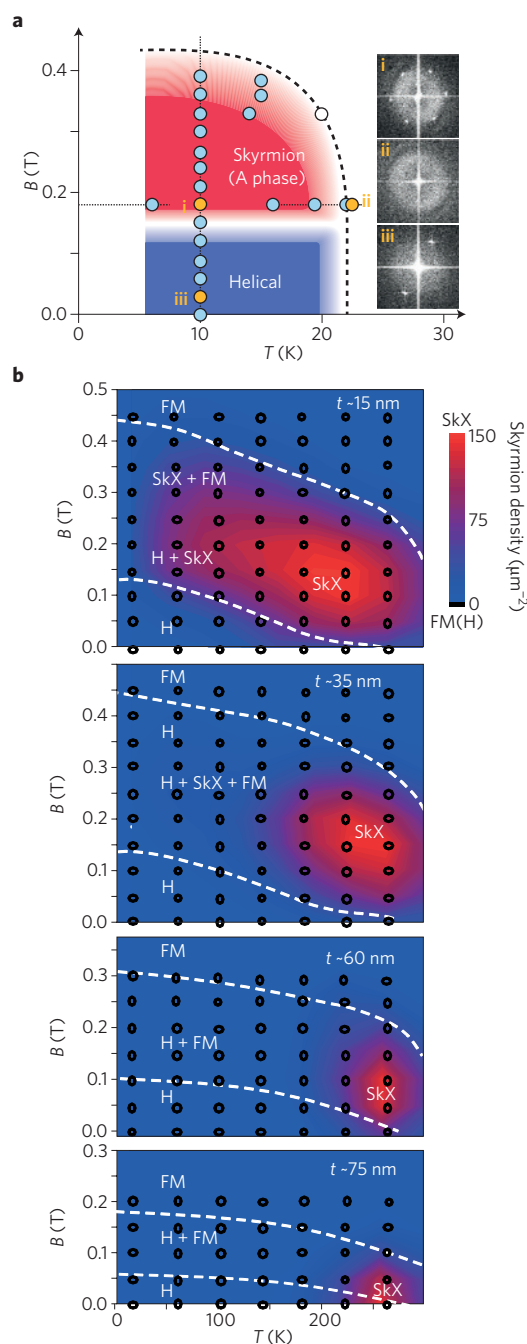 a
0.4
0.2
0.0
B (T)
0
10
20
30
T (K)
Skyrmion
(A phase)
Helical
i
ii
iii
i
ii
iii
b
0.5
0.4
0.3
0.2
0.1
0.0
B (T)
FM
t ~15 nm
SkX + FM
H + SkX
SkX
H
SkX
150
75
0
FM(H)
Skyrmion density (μm−2)
0.4
0.3
0.2
0.1
0.0
B (T)
FM
t ~35 nm
H
H + SkX + FM
SkX
H
0.3
0.2
0.1
0.0
B (T)
FM
t ~60 nm
H + FM
SkX
H
0.3
0.2
0.1
0.0
B (T)
FM
t ~75 nm
H + FM
SkX
H
0
100
200
T (K)